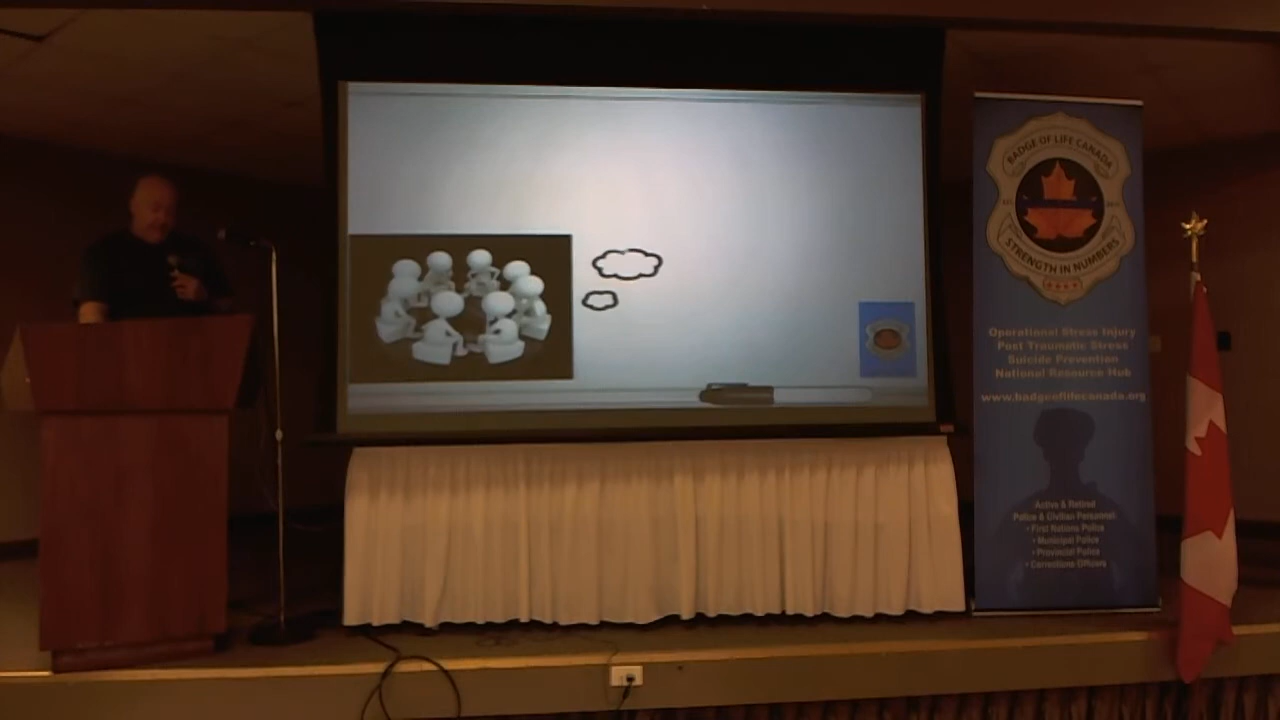 BADGE OF LIFE CANADA
STRENGTH IN NUMBERS
Operational Stress Injury
Post Traumatic Stress
Suicide Prevention
National Resource Hub
www.badgeoflifecanada.org
Active & Retired
Police & Civilian Personnel:
• First Nations Police
• Municipal Police
• Provincial Police
• Corrections Officers